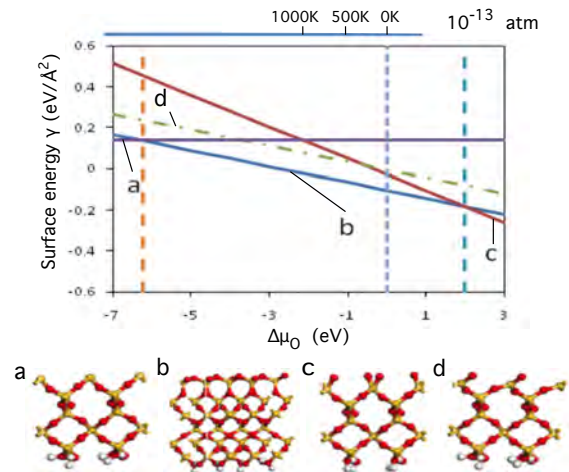 1000K 500K 0K 10⁻¹³ atm
Surface energy γ (eV/Å²)
0.6
0.4
0.2
0
-0.2
-0.4
-0.6
d
a
b
c
-7 -5 -3 -1 1 3
Δμ_O (eV)
a b c d